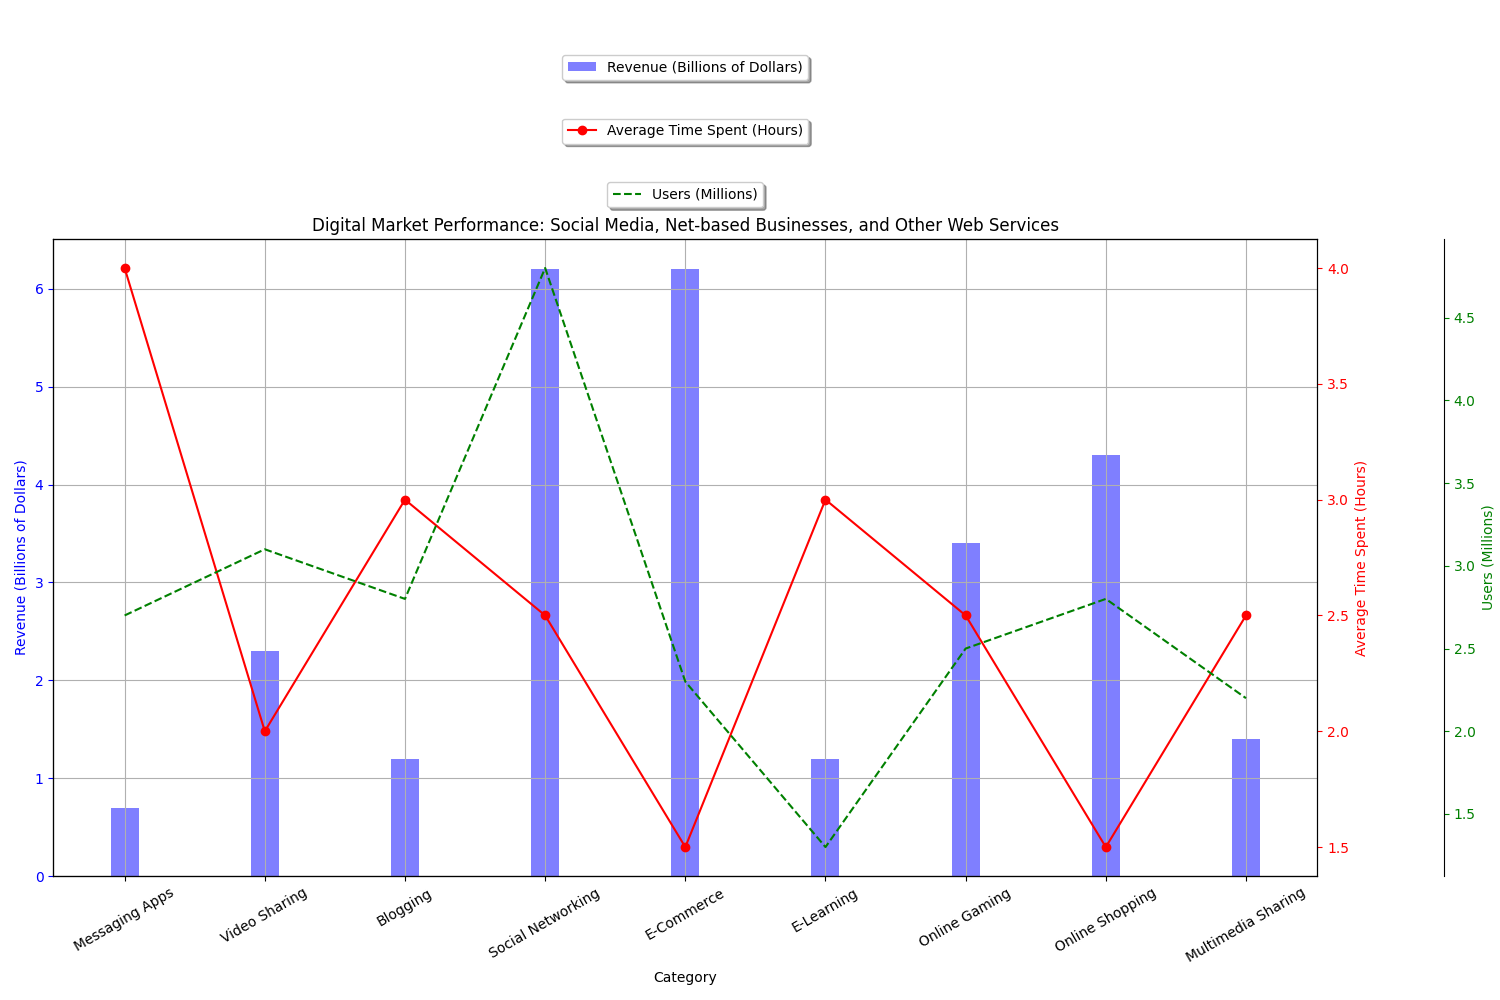 Revenue (Billions of Dollars)
Average Time Spent (Hours)
Users (Millions)
Digital Market Performance: Social Media, Net-based Businesses, and Other Web Services
Revenue (Billions of Dollars)
6
5
4
3
2
1
0
4.0
3.5
3.0
2.5
2.0
1.5
Average Time Spent (Hours)
4.5
4.0
3.5
3.0
2.5
2.0
1.5
Users (Millions)
Messaging Apps
Video Sharing
Blogging
Social Networking
E-Commerce
E-Learning
Online Gaming
Online Shopping
Multimedia Sharing
Category